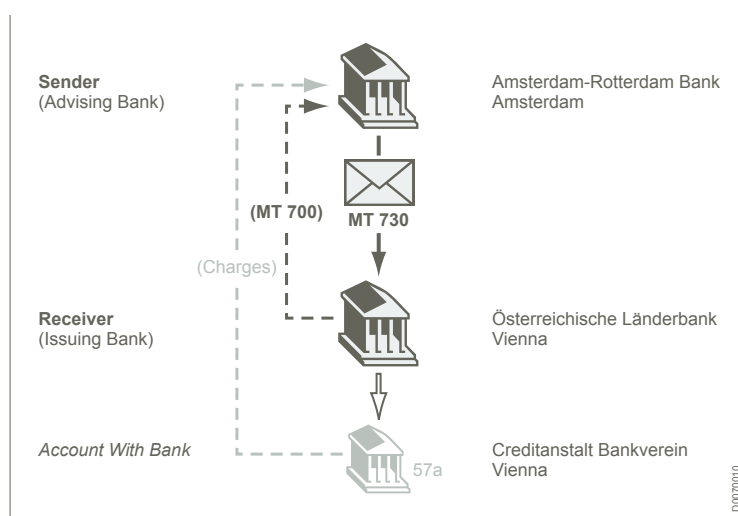 Sender
(Advising Bank)
Amsterdam-Rotterdam Bank
Amsterdam
(MT 700)
MT 730
(Charges)
Receiver
(Issuing Bank)
Österreichische Länderbank
Vienna
Account With Bank
57a
Creditanstalt Bankverein
Vienna
D0070010